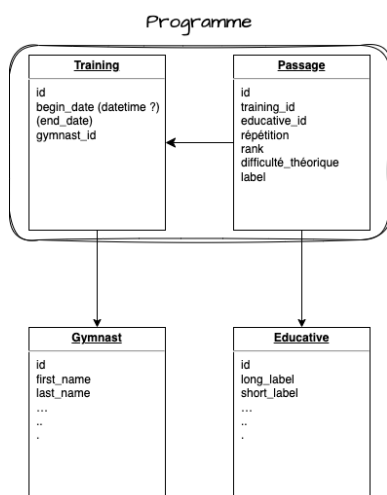 Programme
Training
id
begin_date (datetime ?)
(end_date)
gymnast_id
Passage
id
training_id
educative_id
répétition
rank
difficulté_théorique
label
Gymnast
id
first_name
last_name
...
..
.
Educative
id
long_label
short_label
...
..
.